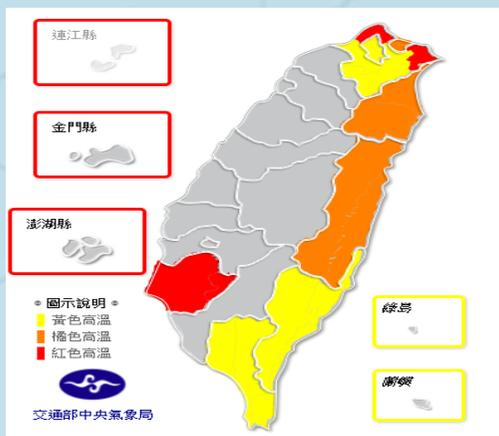 連江縣
金門縣
澎湖縣
圖示說明
黃色高溫
橘色高溫
紅色高溫
交通部中央氣象局
綠島
蘭嶼